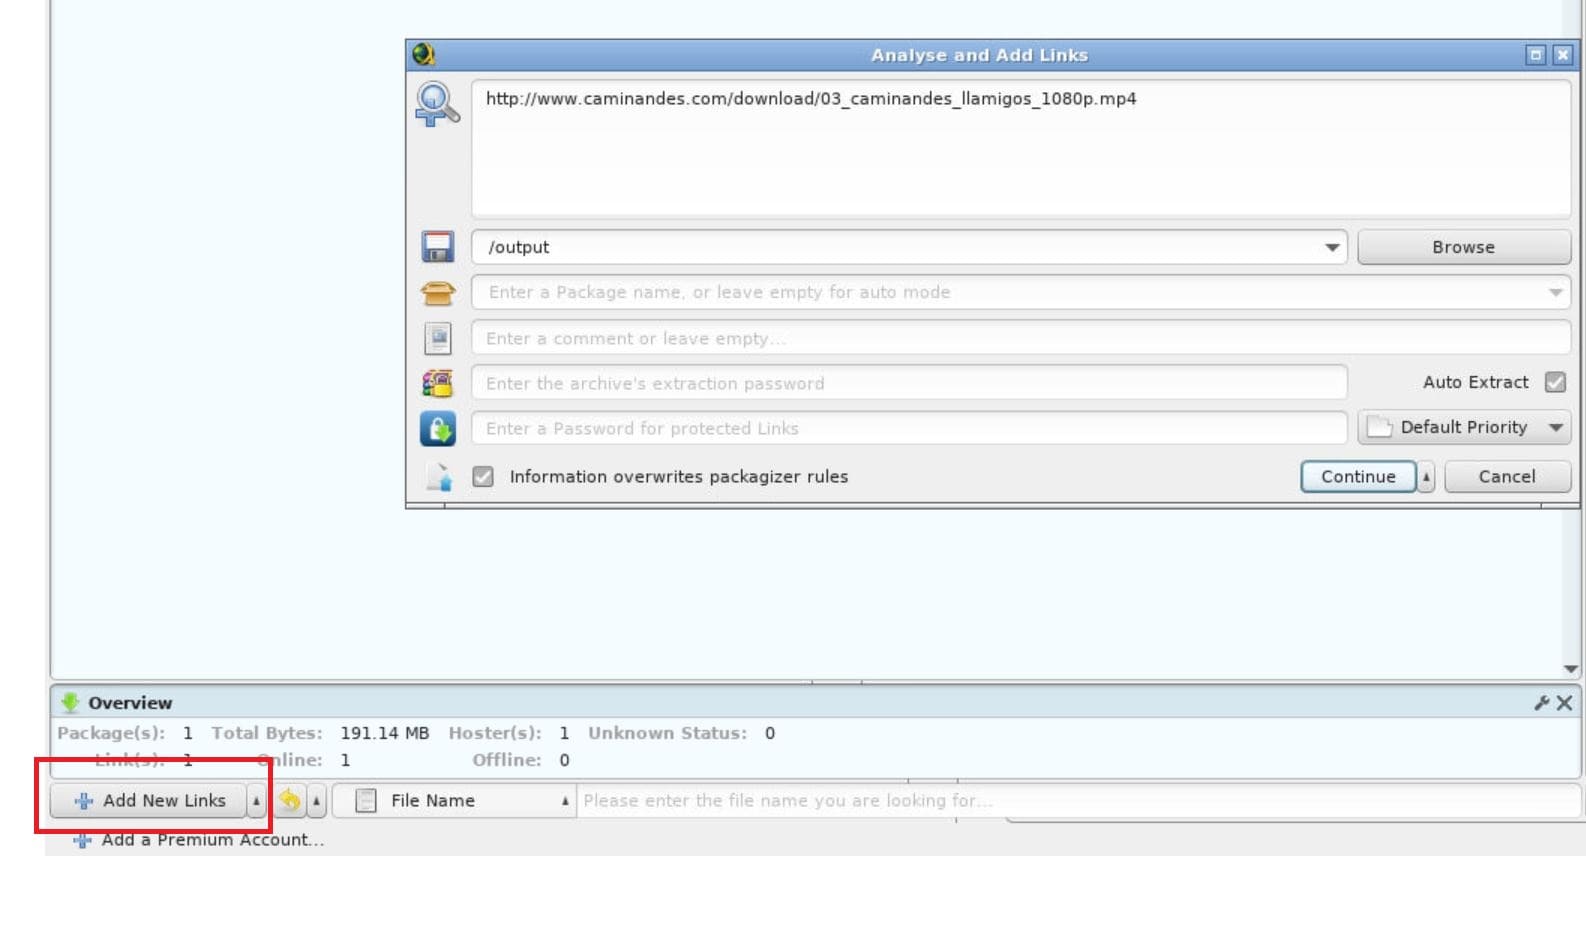 Analyse and Add Links
http://www.caminandes.com/download/03_caminandes_llamigos_1080p.mp4
/output Browse
Enter a Package name, or leave empty for auto mode
Enter a comment or leave empty...
Enter the archive's extraction password Auto Extract
Enter a Password for protected Links Default Priority
Information overwrites packagizer rules Continue Cancel
Overview
Package(s): 1 Total Bytes: 191.14 MB Hoster(s): 1 Unknown Status: 0
Link(s): 1 Online: 1 Offline: 0
Add New Links File Name Please enter the file name you are looking for...
Add a Premium Account...